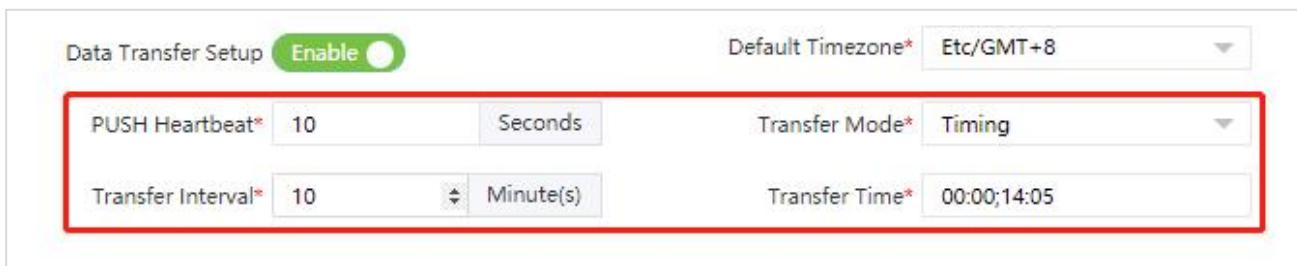 Data Transfer Setup Enable Default Timezone* Etc/GMT+8
PUSH Heartbeat* 10 Seconds Transfer Mode* Timing
Transfer Interval* 10 Minute(s) Transfer Time* 00:00;14:05